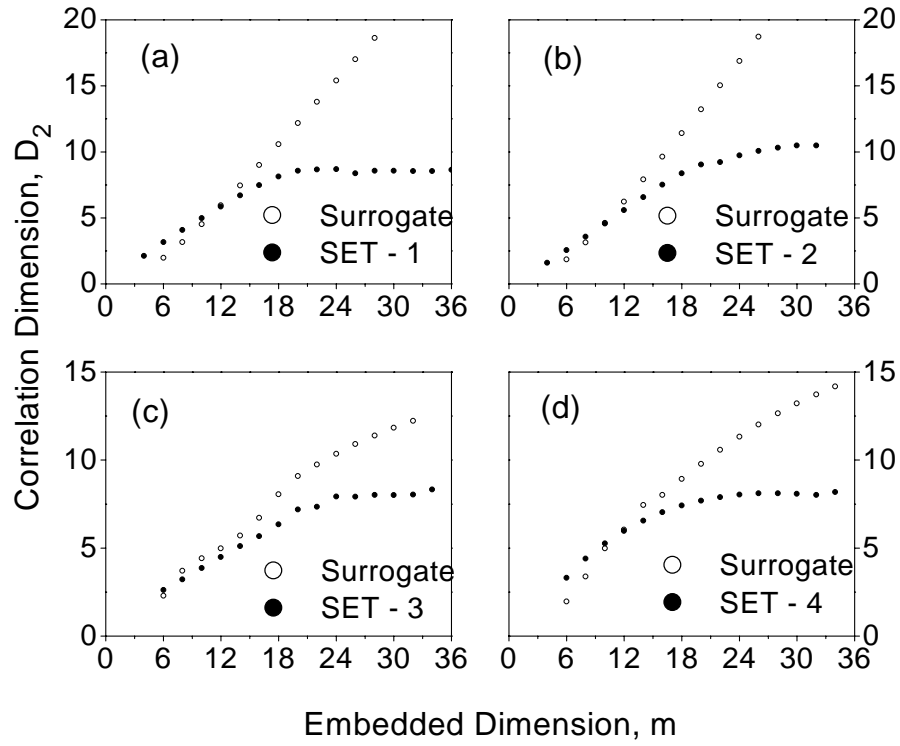 Correlation Dimension, D2
20
15
10
5
0
(a)
Surrogate
SET - 1
0 6 12 18 24 30 36
(b)
Surrogate
SET - 2
20
15
10
5
0
0 6 12 18 24 30 36
15
10
5
0
(c)
Surrogate
SET - 3
0 6 12 18 24 30 36
(d)
Surrogate
SET - 4
15
10
5
0
0 6 12 18 24 30 36
Embedded Dimension, m